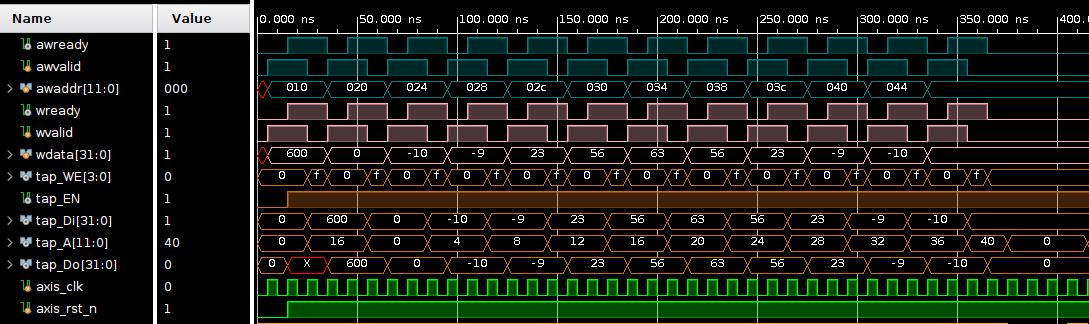 Name Value 0.000 ns 50.000 ns 100.000 ns 150.000 ns 200.000 ns 250.000 ns 300.000 ns 350.000 ns
awready 1
awvalid 1
awaddr[11:0] 000 010 020 024 028 02c 030 034 038 03c 040 044
wready 1
wvalid 1
wdata[31:0] 1 600 0 -10 -9 23 56 63 56 23 -9 -10
tap_WE[3:0] 0 0 f 0 f 0 f 0 f 0 f 0 f 0 f 0 f 0 f 0 f 0 f 0 f
tap_EN 1
tap_Di[31:0] 1 0 600 0 -10 -9 23 56 63 56 23 -9 -10
tap_A[11:0] 40 0 16 0 4 8 12 16 20 24 28 32 36 40 0
tap_Do[31:0] 0 0 X 600 0 -10 -9 23 56 63 56 23 -9 -10 0
axis_clk 0
axis_rst_n 1